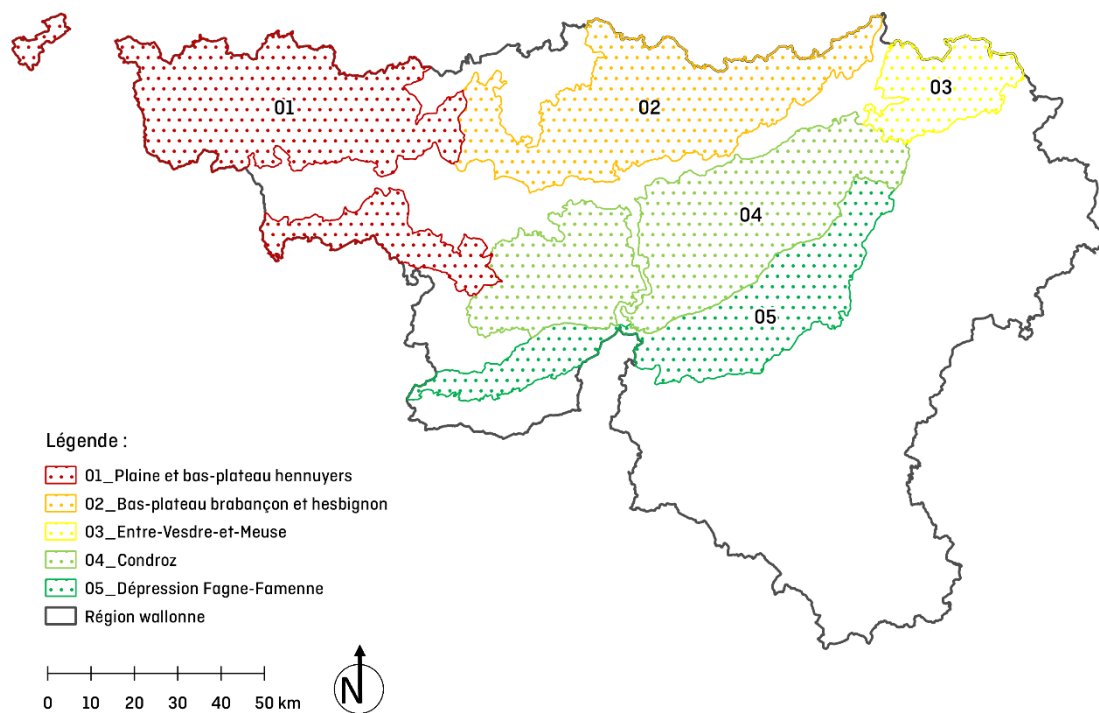 01
02
03
04
05
Légende :
01_Plaine et bas-plateau hennuyers
02_Bas-plateau brabançon et hesbignon
03_Entre-Vesdre-et-Meuse
04_Condroz
05_Dépression Fagne-Famenne
Région wallonne
0 10 20 30 40 50 km
N